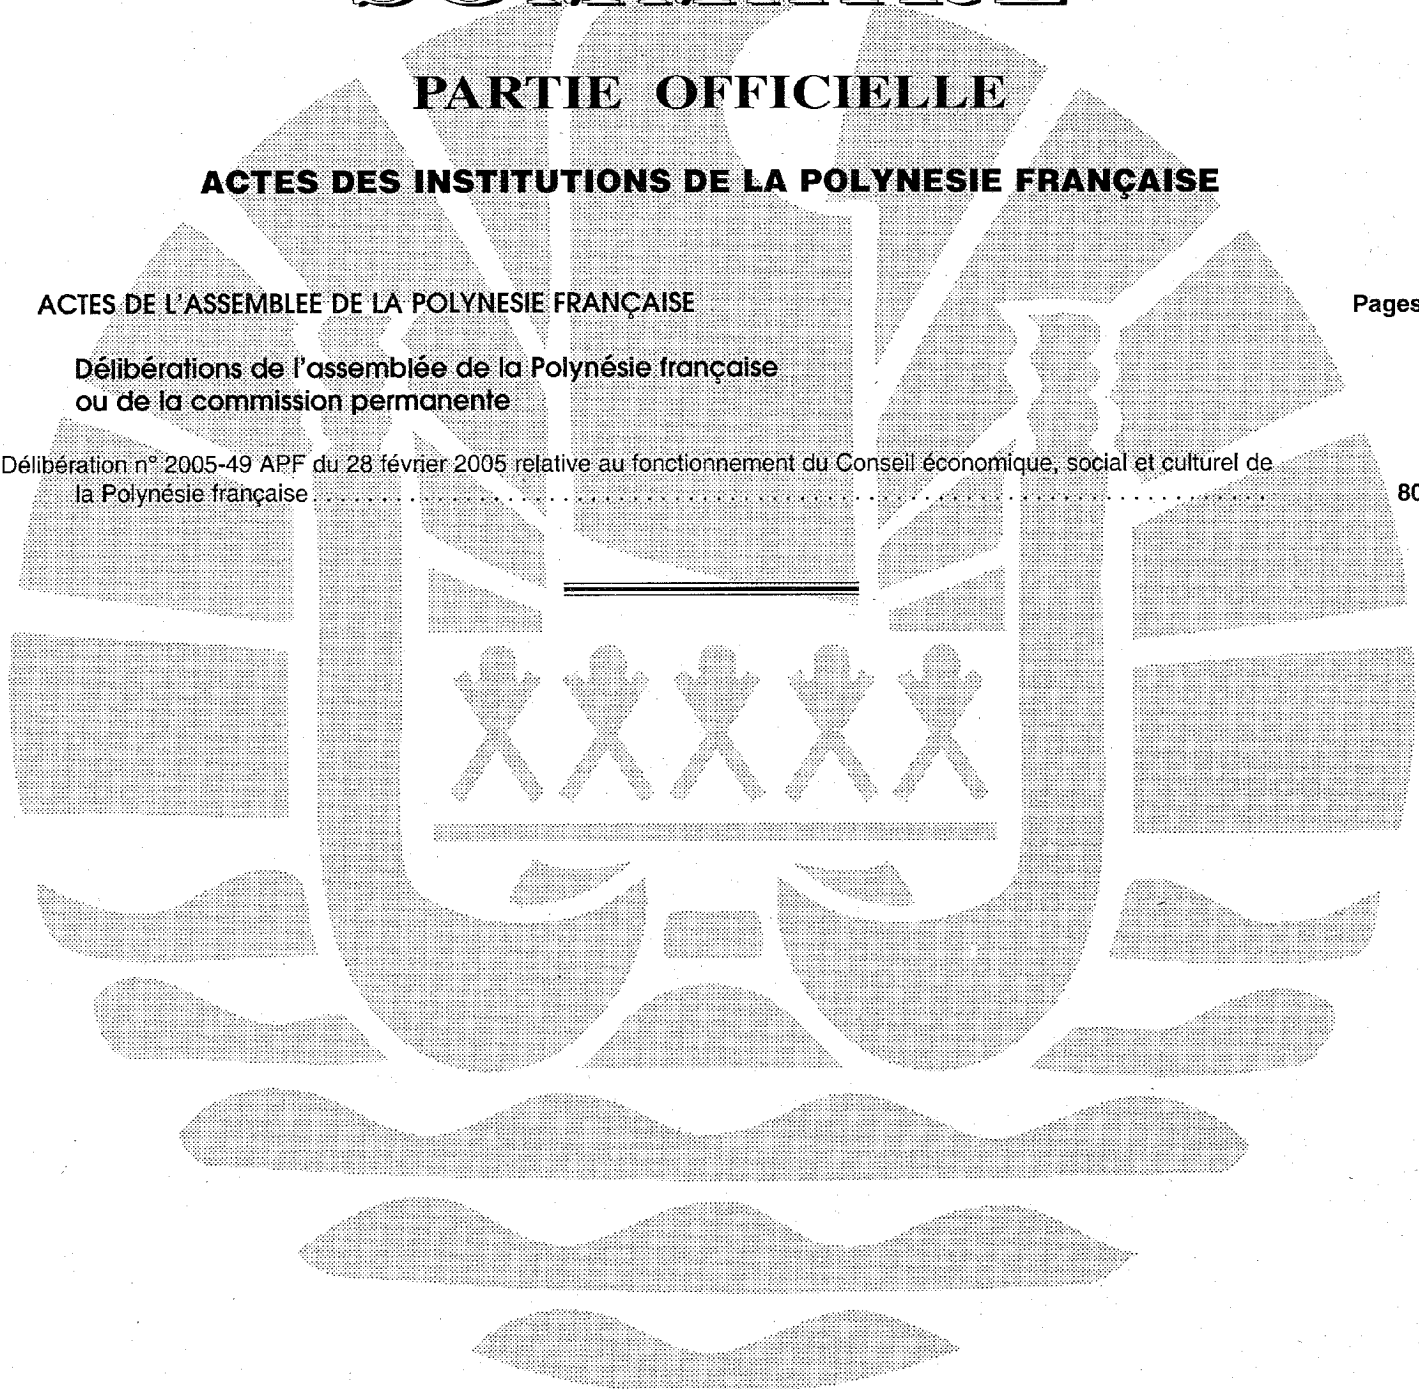 PARTIE OFFICIELLE
ACTES DES INSTITUTIONS DE LA POLYNESIE FRANÇAISE
ACTES DE L'ASSEMBLEE DE LA POLYNESIE FRANÇAISE Pages
Délibérations de l'assemblée de la Polynésie française
ou de la commission permanente
Délibération n° 2005-49 APF du 28 février 2005 relative au fonctionnement du Conseil économique, social et culturel de
la Polynésie française.......................................................................................... 80